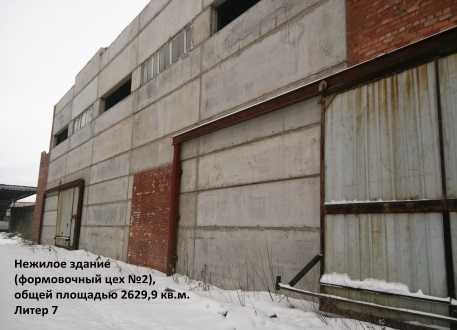 Нежилое здание
(формовочный цех №2),
общей площадью 2629,9 кв.м.
Литер 7